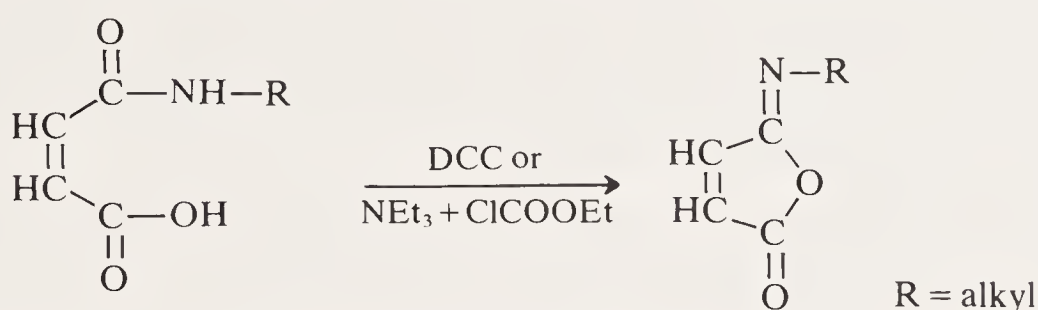 O
C—NH—R
HC
HC
C—OH
O
DCC or
NEt₃ + ClCOOEt
N—R
C
HC
O
HC
C
O
R = alkyl